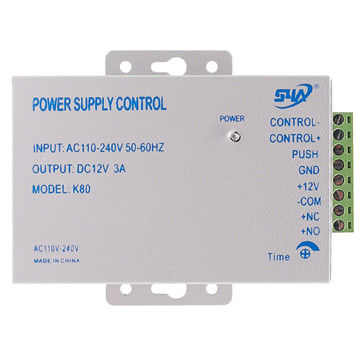 POWER SUPPLY CONTROL
INPUT: AC110-240V 50-60HZ
OUTPUT: DC12V 3A
MODEL: K80
AC110V-240V
MADE IN CHINA
POWER
S4A®
CONTROL-
CONTROL+
PUSH
GND
+12V
-COM
+NC
+NO
Time